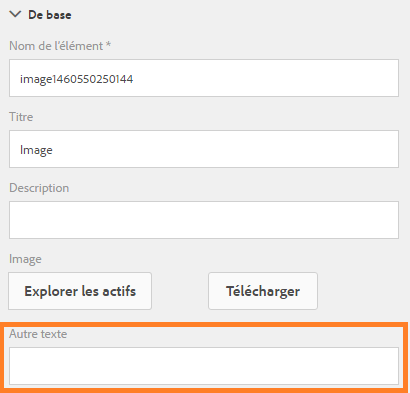 De base
Nom de l'élément *
image1460550250144
Titre
Image
Description
Image
Explorer les actifs
Télécharger
Autre texte